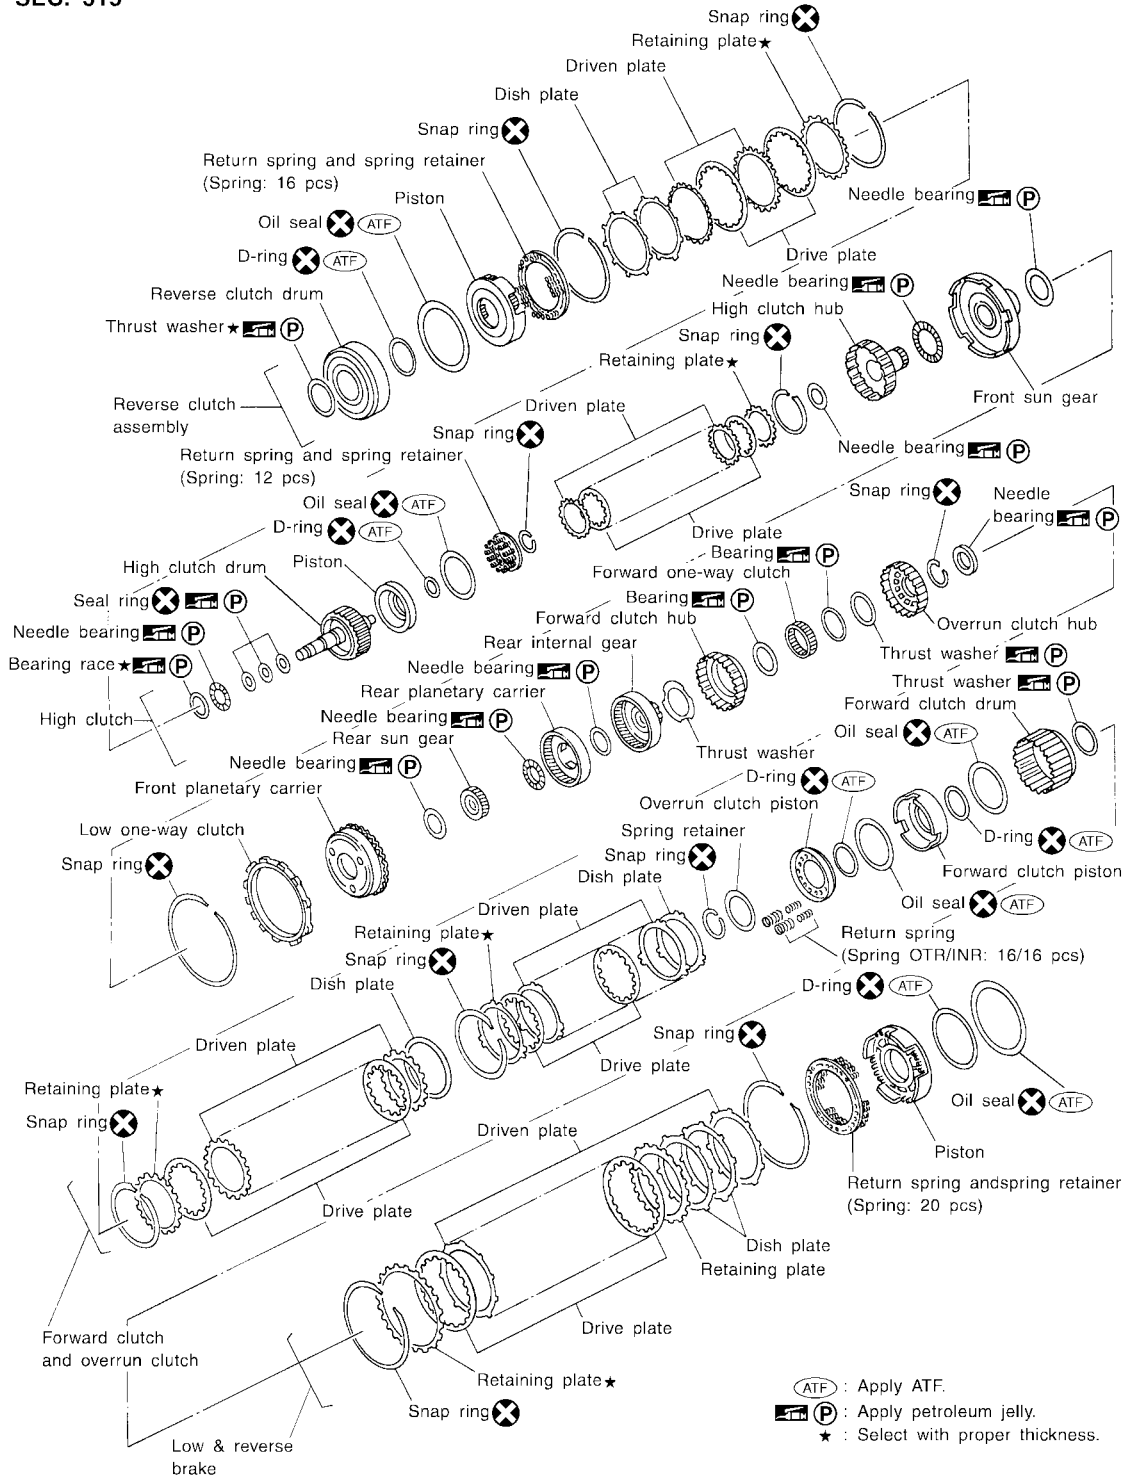 SEC. 315
Snap ring
Retaining plate★
Driven plate
Dish plate
Snap ring
Return spring and spring retainer
(Spring: 16 pcs)
Piston
Oil seal ATF
D-ring ATF
Reverse clutch drum
Thrust washer★ P
Reverse clutch
assembly
Needle bearing P
Drive plate
Needle bearing P
High clutch hub
Snap ring
Retaining plate★
Front sun gear
Driven plate
Snap ring
Return spring and spring retainer
(Spring: 12 pcs)
Needle bearing P
Oil seal ATF
D-ring ATF
Piston
High clutch drum
Seal ring P
Needle bearing P
Bearing race★ P
High clutch
Drive plate
Snap ring
Needle
bearing P
Bearing P
Forward one-way clutch
Bearing P
Forward clutch hub
Rear internal gear
Needle bearing P
Rear planetary carrier
Needle bearing P
Rear sun gear
Needle bearing P
Front planetary carrier
Low one-way clutch
Snap ring
Overrun clutch hub
Thrust washer P
Thrust washer P
Forward clutch drum
Oil seal ATF
Thrust washer
D-ring ATF
Overrun clutch piston
Spring retainer
Snap ring
Dish plate
Driven plate
Retaining plate★
Snap ring
Dish plate
D-ring ATF
Forward clutch piston
Oil seal ATF
Return spring
(Spring OTR/INR: 16/16 pcs)
D-ring ATF
Driven plate
Retaining plate★
Snap ring
Drive plate
Snap ring
Oil seal ATF
Piston
Return spring andspring retainer
(Spring: 20 pcs)
Driven plate
Drive plate
Dish plate
Retaining plate
Drive plate
Forward clutch
and overrun clutch
Retaining plate★
Snap ring
Low & reverse
brake
ATF : Apply ATF.
P : Apply petroleum jelly.
★ : Select with proper thickness.